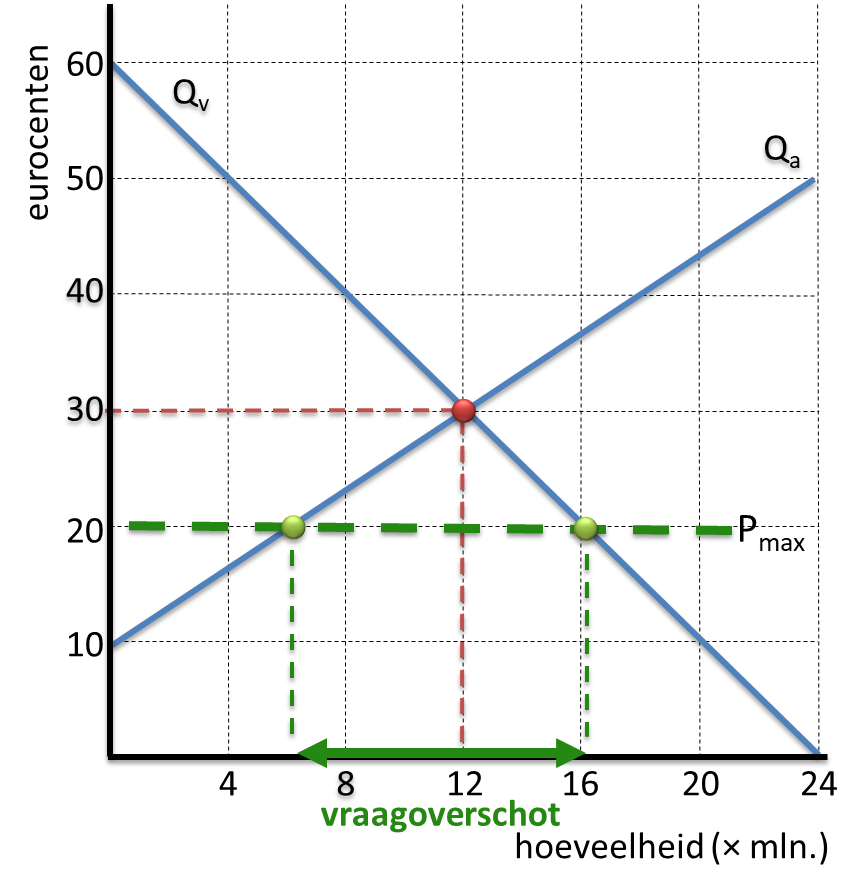 eurocenten
60
50
40
30
20
10
Qv
Qa
Pmax
4 8 12 16 20 24
vraagoverschot
hoeveelheid (× mln.)